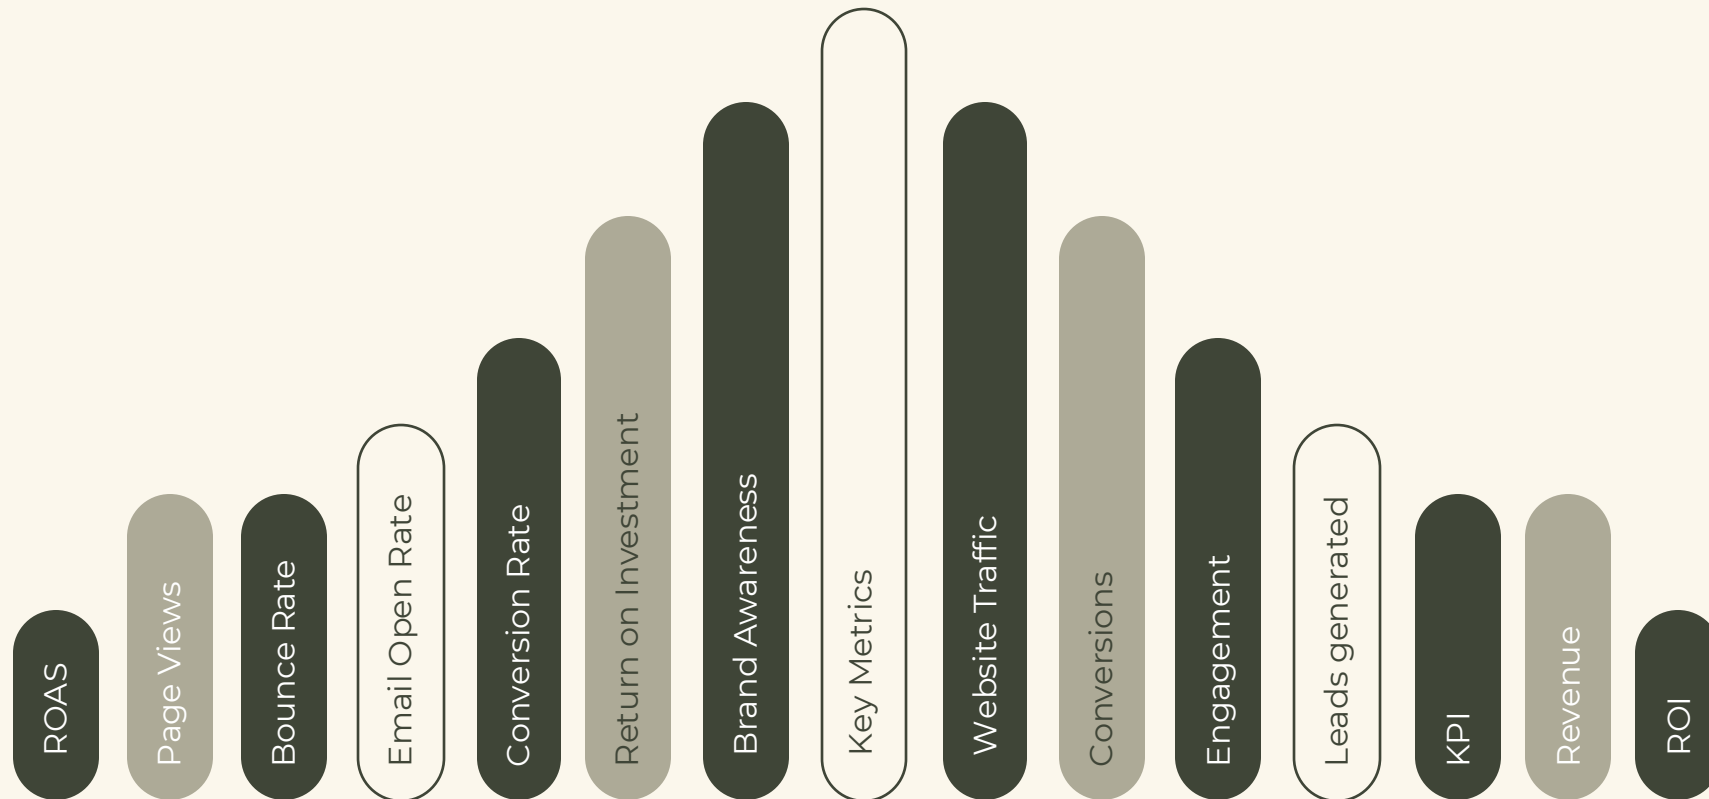 ROAS
Page Views
Bounce Rate
Email Open Rate
Conversion Rate
Return on Investment
Brand Awareness
Key Metrics
Website Traffic
Conversions
Engagement
Leads generated
KPI
Revenue
ROI